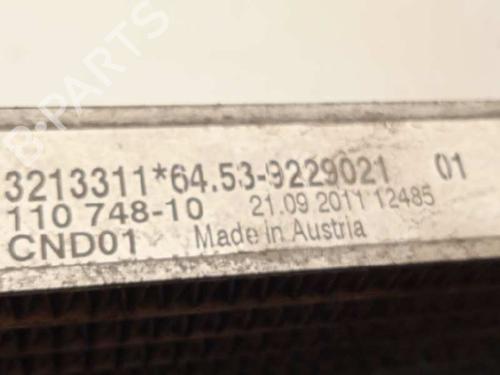 B-PARTS
3213311*64.53-9229021 01
110 748-10 21.09 2011 12485
CND01 Made in Austria